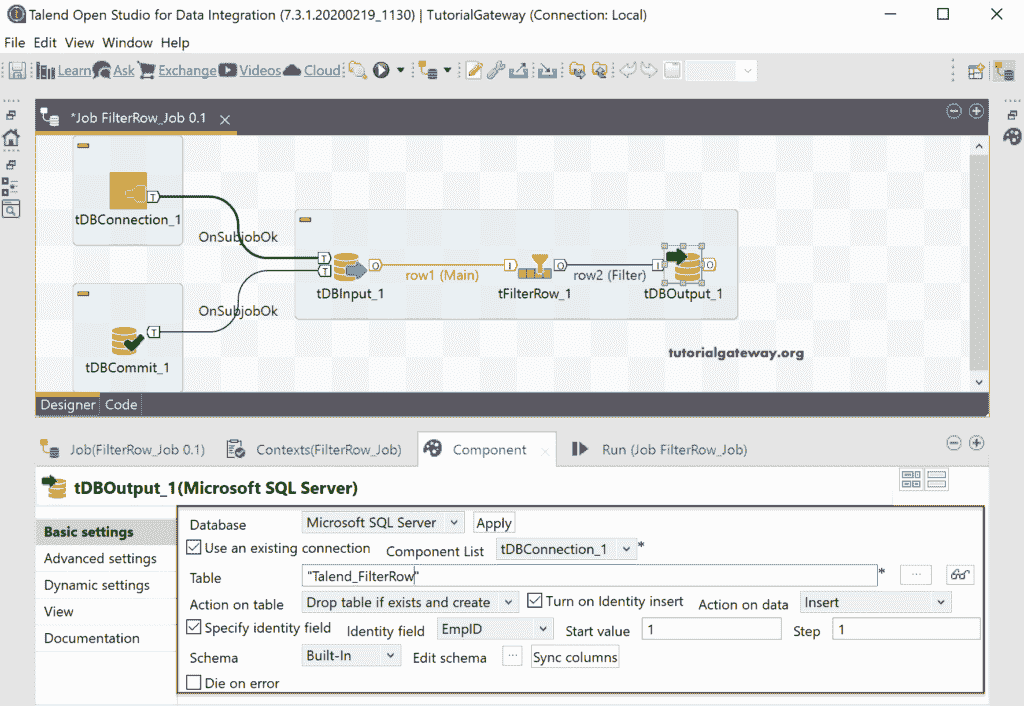 Talend Open Studio for Data Integration (7.3.1.20200219_1130) | TutorialGateway (Connection: Local)
File Edit View Window Help
Learn Ask Exchange Videos Cloud
*Job FilterRow_Job 0.1
T
tDBConnection_1
OnSubjobOk
T
T
O
row1 (Main)
I
O
row2 (Filter)
I
O
tDBInput_1
tFilterRow_1
tDBOutput_1
OnSubjobOk
T
tDBCommit_1
tutorialgateway.org
Designer Code
Job(FilterRow_Job 0.1) Contexts(FilterRow_Job) Component Run (Job FilterRow_Job)
tDBOutput_1(Microsoft SQL Server)
Basic settings
Advanced settings
Dynamic settings
View
Documentation
Database Microsoft SQL Server Apply
Use an existing connection Component List tDBConnection_1 *
Table "Talend_FilterRow" * ...
Action on table Drop table if exists and create Turn on Identity insert Action on data Insert
Specify identity field Identity field EmpID Start value 1 Step 1
Schema Built-In Edit schema ... Sync columns
Die on error